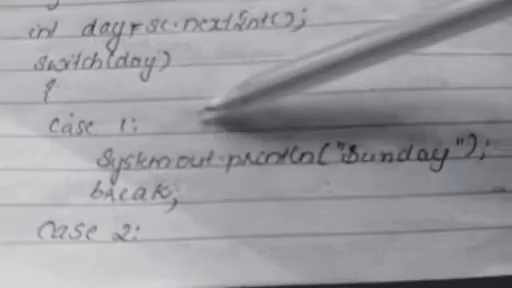 int day = sc.nextInt();
switch(day)
{
case 1:
System.out.println("Sunday");
break;
case 2: